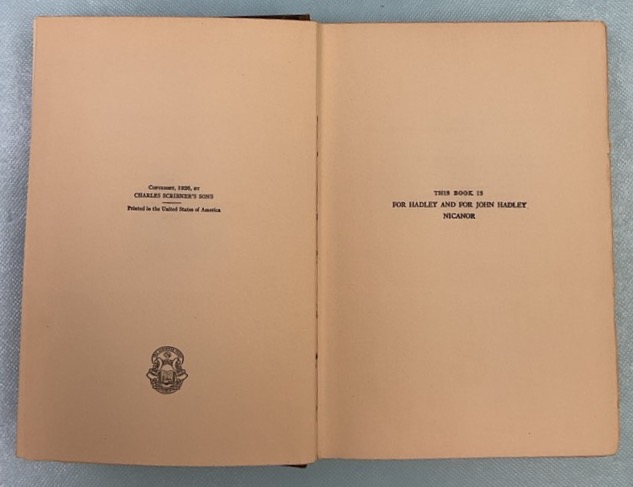 COPYRIGHT, 1926, BY
CHARLES SCRIBNER'S SONS
Printed in the United States of America
THIS BOOK IS
FOR HADLEY AND FOR JOHN HADLEY
NICANOR